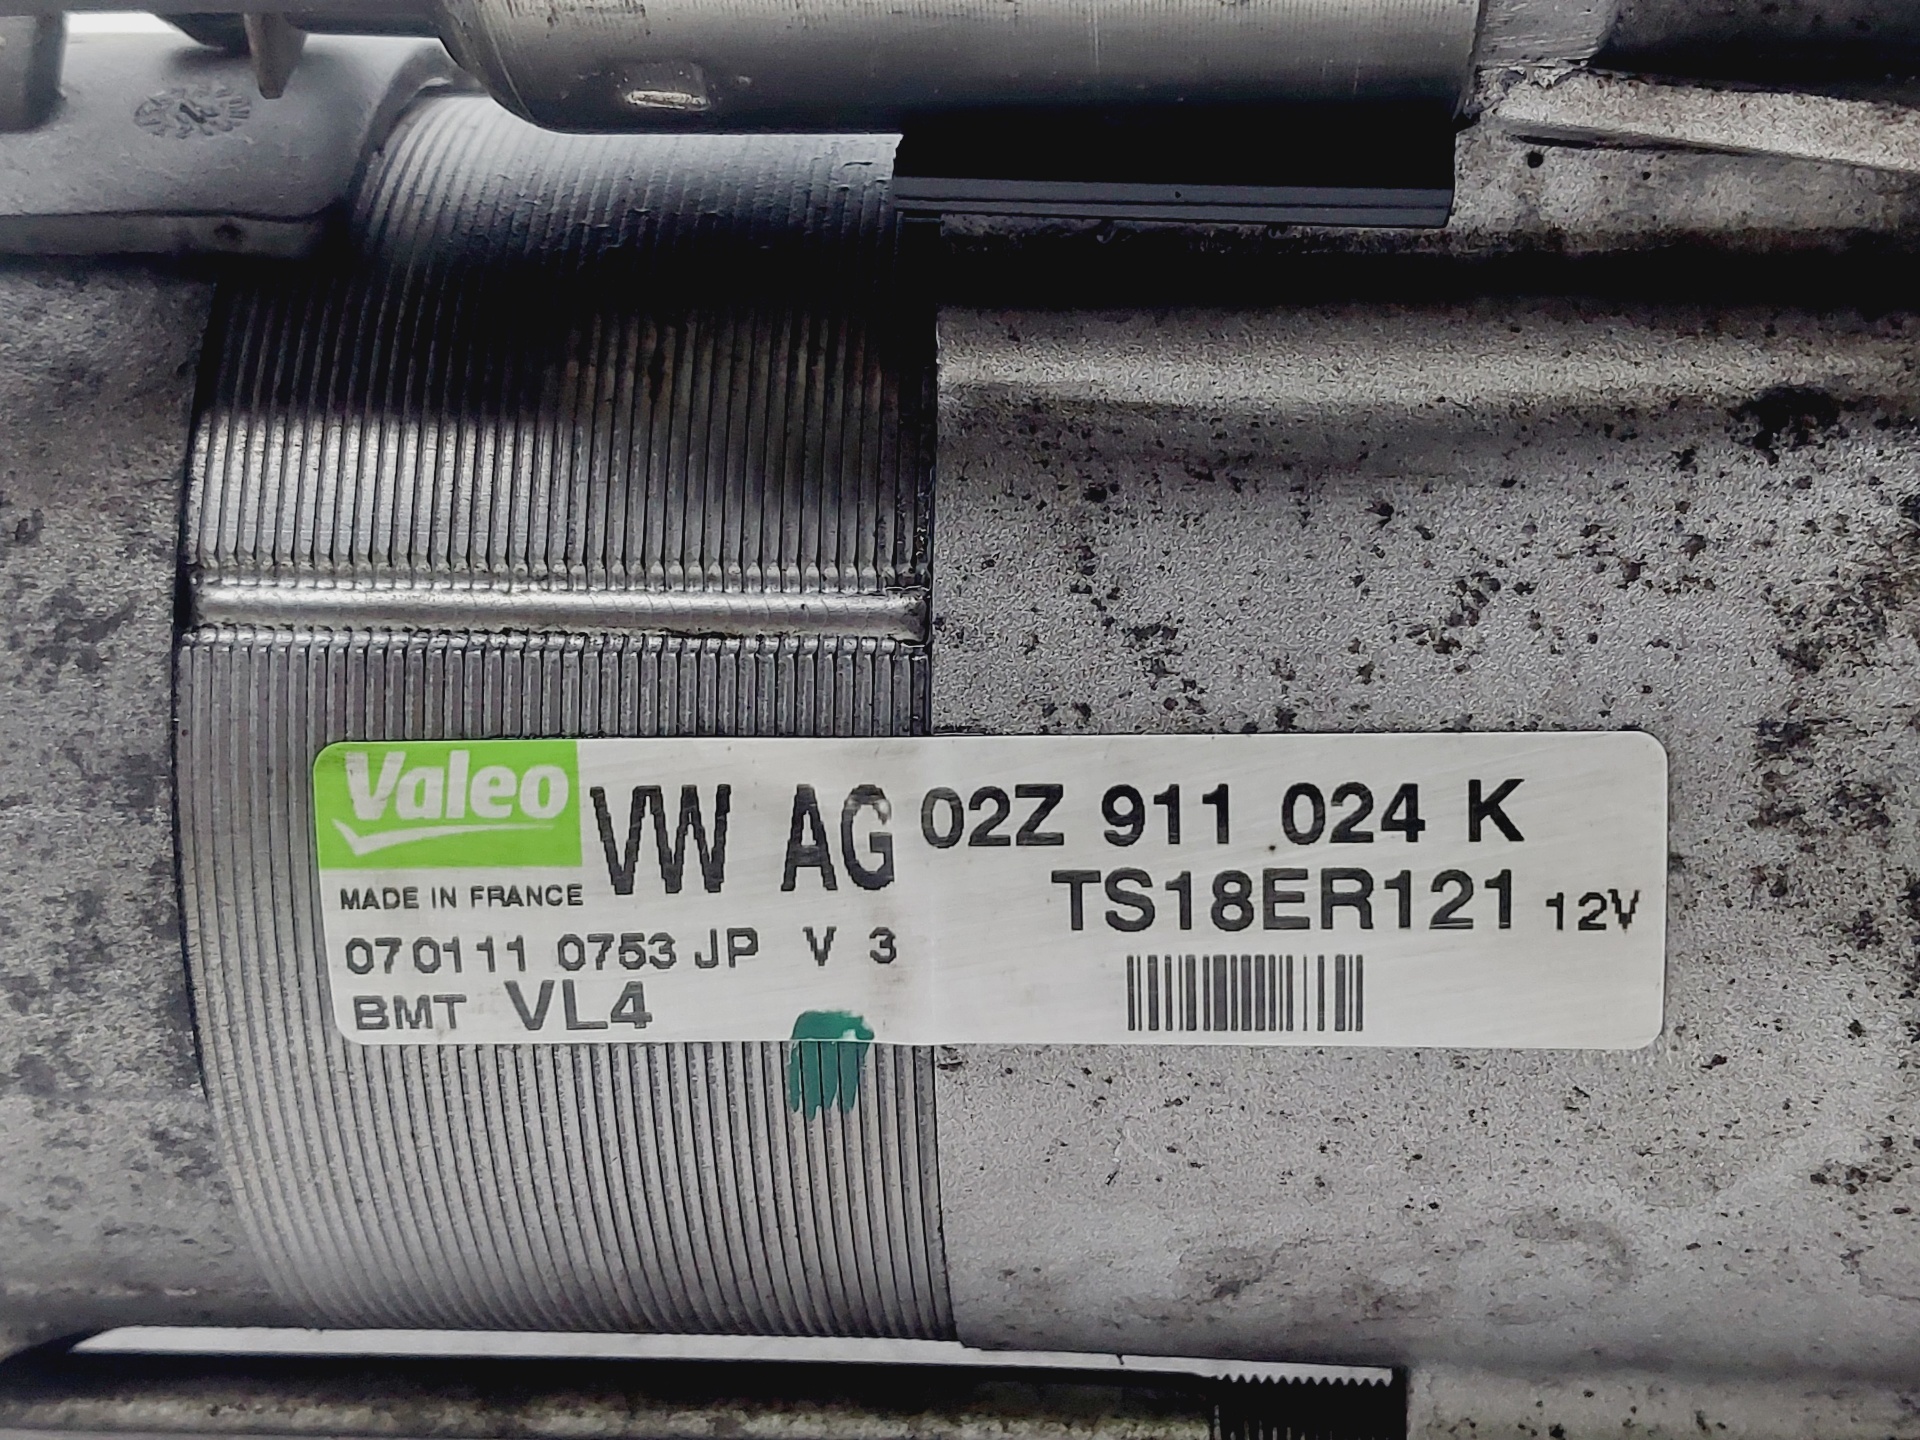 Valeo VW AG 02Z 911 024 K
MADE IN FRANCE TS18ER121 12V
070111 0753 JP V 3
BMT VL4